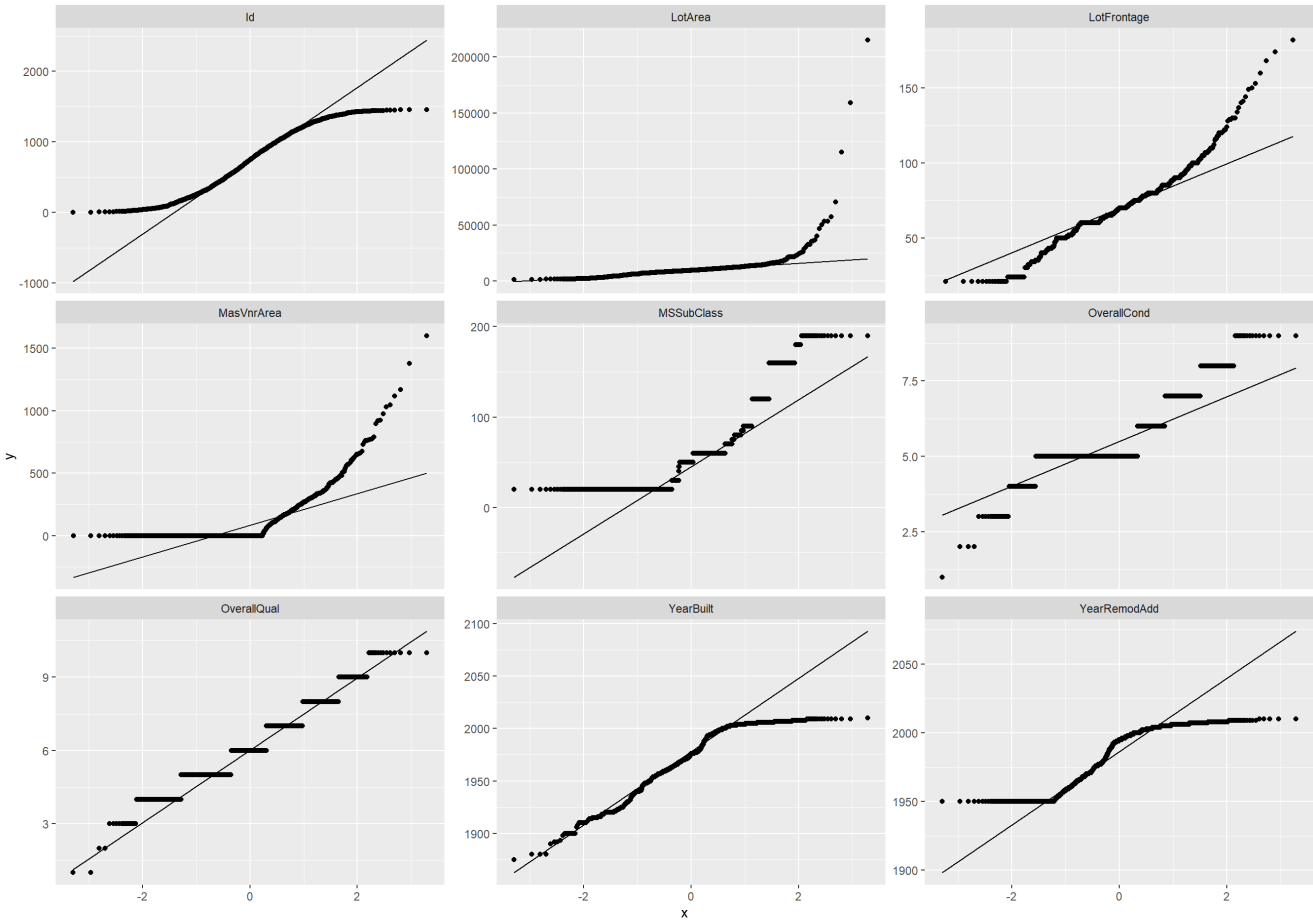 Id
LotArea
LotFrontage
2000
1000
0
-1000
200000
150000
100000
50000
0
150
100
50
MasVnrArea
MSSubClass
OverallCond
1500
1000
500
0
200
100
0
7.5
5.0
2.5
OverallQual
YearBuilt
YearRemodAdd
9
6
3
2100
2050
2000
1950
1900
2050
2000
1950
1900
-2 0 2
-2 0 2
-2 0 2
x
y